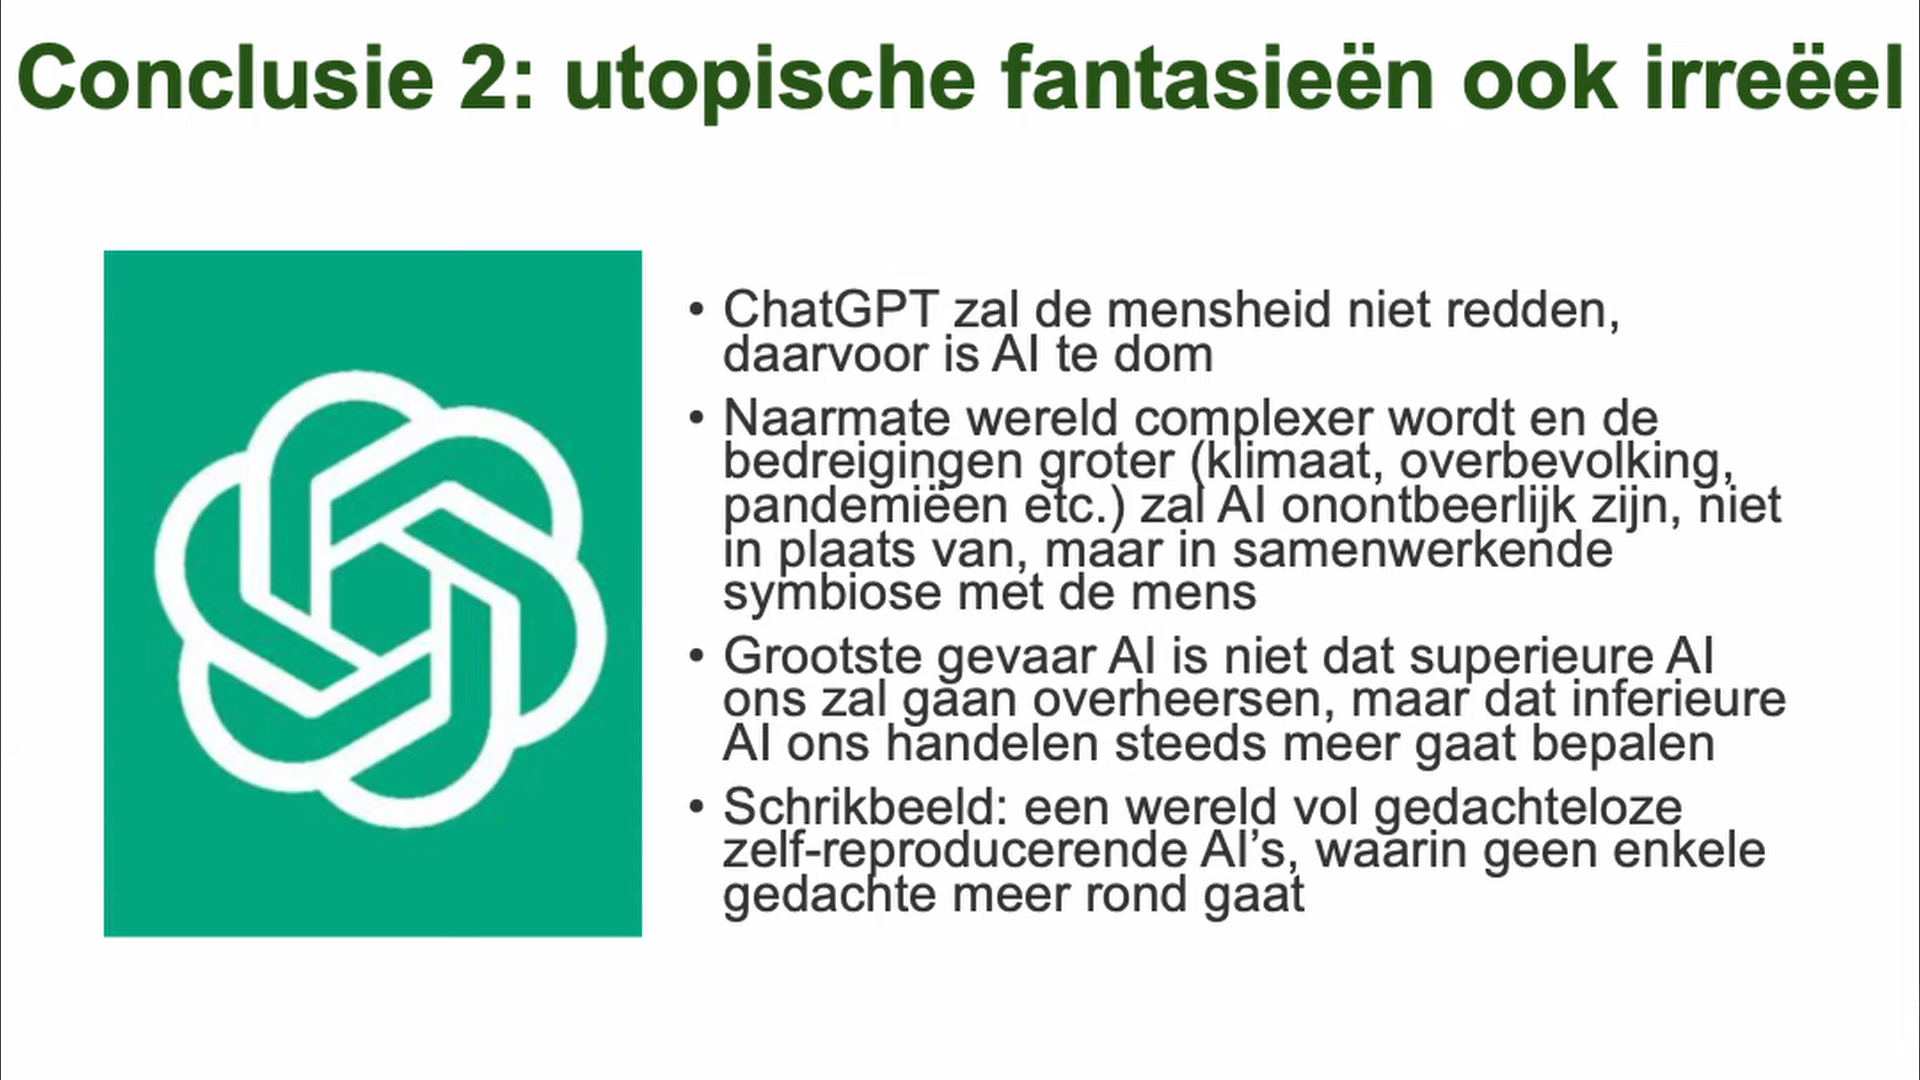 Conclusie 2: utopische fantasieën ook irreëel
• ChatGPT zal de mensheid niet redden,
daarvoor is AI te dom
• Naarmate wereld complexer wordt en de
bedreigingen groter (klimaat, overbevolking,
pandemiëen etc.) zal AI onontbeerlijk zijn, niet
in plaats van, maar in samenwerkende
symbiose met de mens
• Grootste gevaar AI is niet dat superieure AI
ons zal gaan overheersen, maar dat inferieure
AI ons handelen steeds meer gaat bepalen
• Schrikbeeld: een wereld vol gedachteloze
zelf-reproducerende AI’s, waarin geen enkele
gedachte meer rond gaat